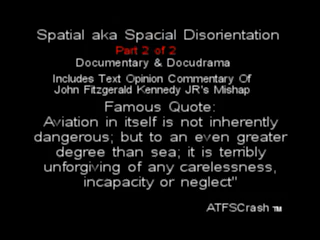 Spatial aka Spacial Disorientation
Part 2 of 2
Documentary & Docudrama
Includes Text Opinion Commentary Of
John Fitzgerald Kennedy JR's Mishap
Famous Quote:
Aviation in itself is not inherently
dangerous; but to an even greater
degree than sea; it is terribly
unforgiving of any carelessness,
incapacity or neglect"
ATFSCrash ™